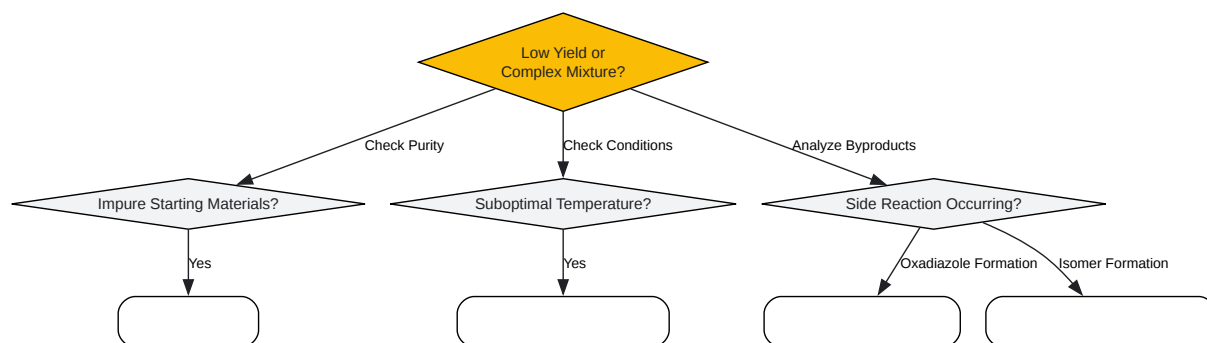 Low Yield or
Complex Mixture?
Check Purity
Check Conditions
Analyze Byproducts
Impure Starting Materials?
Suboptimal Temperature?
Side Reaction Occurring?
Yes
Yes
Oxadiazole Formation
Isomer Formation